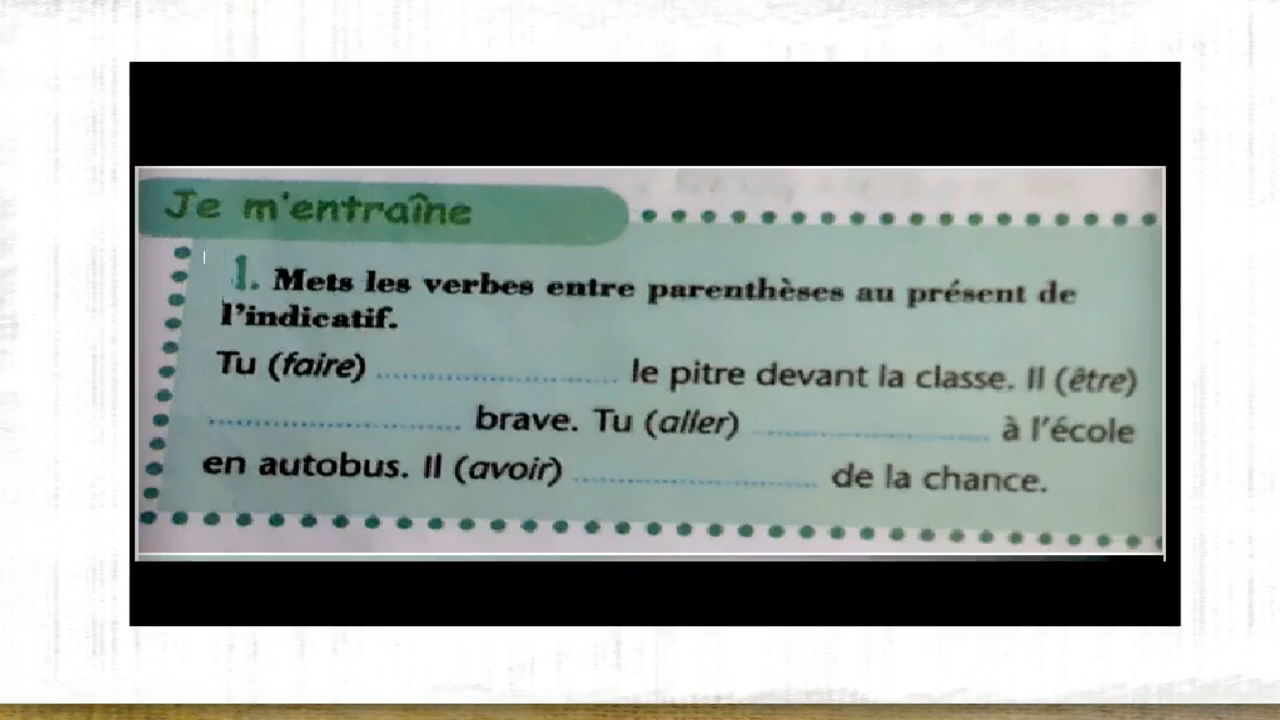 Je m'entraîne
1. Mets les verbes entre parenthèses au présent de
l'indicatif.
Tu (faire) .............................. le pitre devant la classe. Il (être)
.............................. brave. Tu (aller) .............................. à l'école
en autobus. Il (avoir) .............................. de la chance.